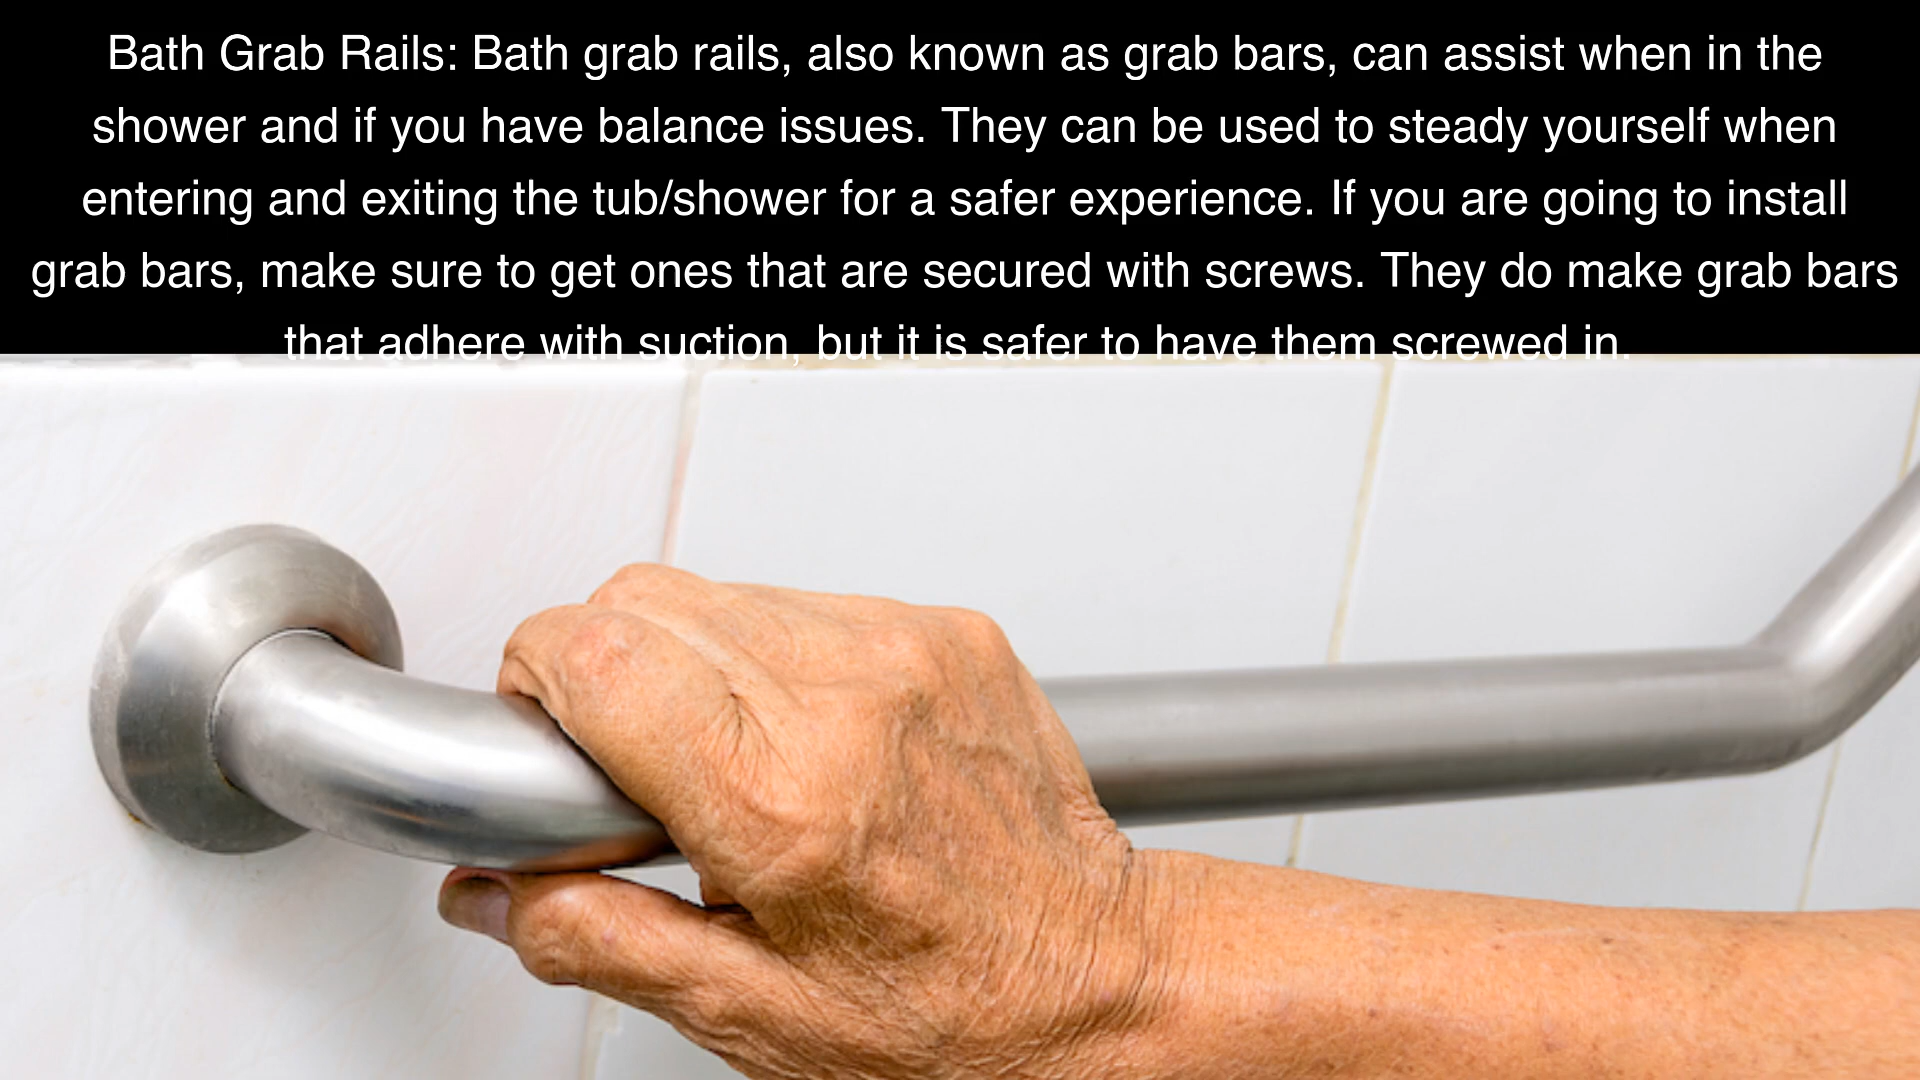 Bath Grab Rails: Bath grab rails, also known as grab bars, can assist when in the
shower and if you have balance issues. They can be used to steady yourself when
entering and exiting the tub/shower for a safer experience. If you are going to install
grab bars, make sure to get ones that are secured with screws. They do make grab bars
that adhere with suction, but it is safer to have them screwed in.